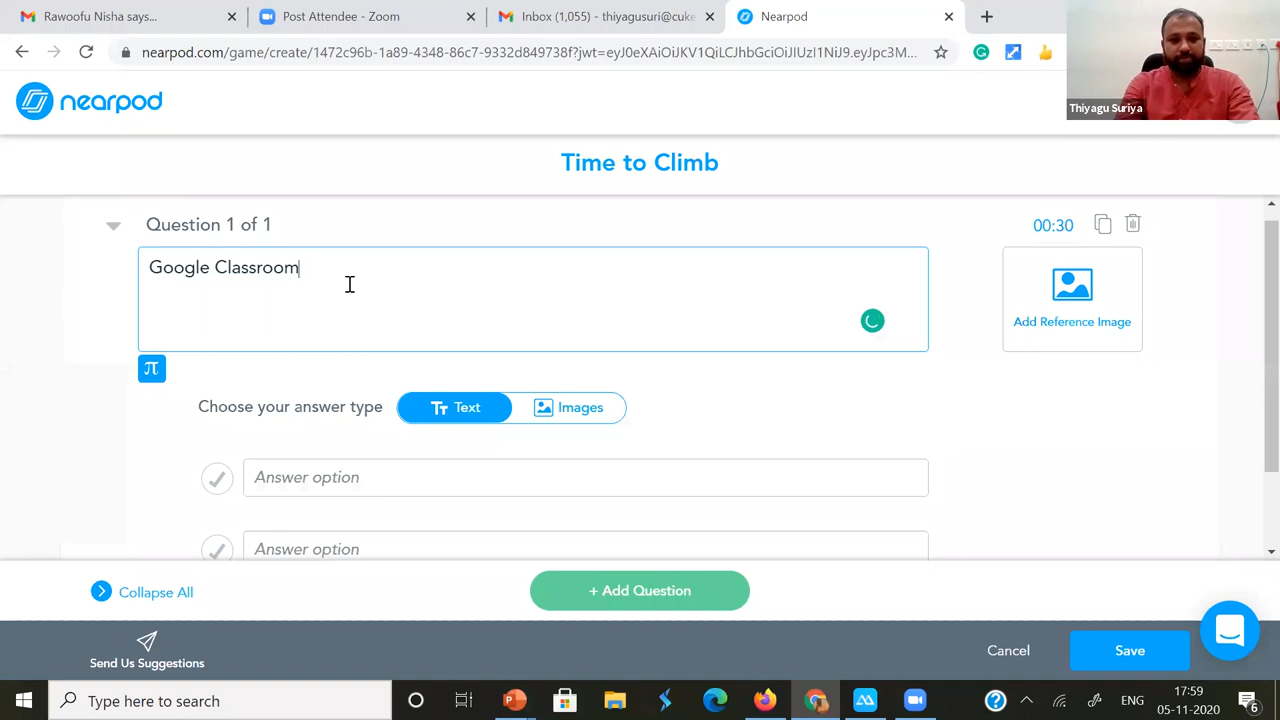 Rawoofu Nisha says...
Post Attendee - Zoom
Inbox (1,055) - thiyagusuri@cuke
Nearpod
nearpod.com/game/create/1472c96b-1a89-4348-86c7-9332d849738f?jwt=eyJ0eXAiOiJKV1QiLCJhbGciOiJIUzI1NiJ9.eyJpc3M...
Thiyagu Suriya
nearpod
Time to Climb
Question 1 of 1
00:30
Google Classroom
Add Reference Image
π
Choose your answer type
Tт Text
Images
Answer option
Answer option
Collapse All
+ Add Question
Send Us Suggestions
Cancel
Save
Type here to search
ENG
17:59
05-11-2020
6